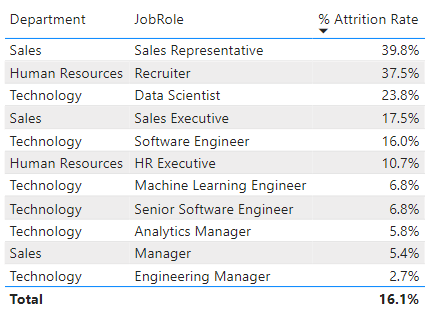 Department JobRole % Attrition Rate
Sales Sales Representative 39.8%
Human Resources Recruiter 37.5%
Technology Data Scientist 23.8%
Sales Sales Executive 17.5%
Technology Software Engineer 16.0%
Human Resources HR Executive 10.7%
Technology Machine Learning Engineer 6.8%
Technology Senior Software Engineer 6.8%
Technology Analytics Manager 5.8%
Sales Manager 5.4%
Technology Engineering Manager 2.7%
Total 16.1%